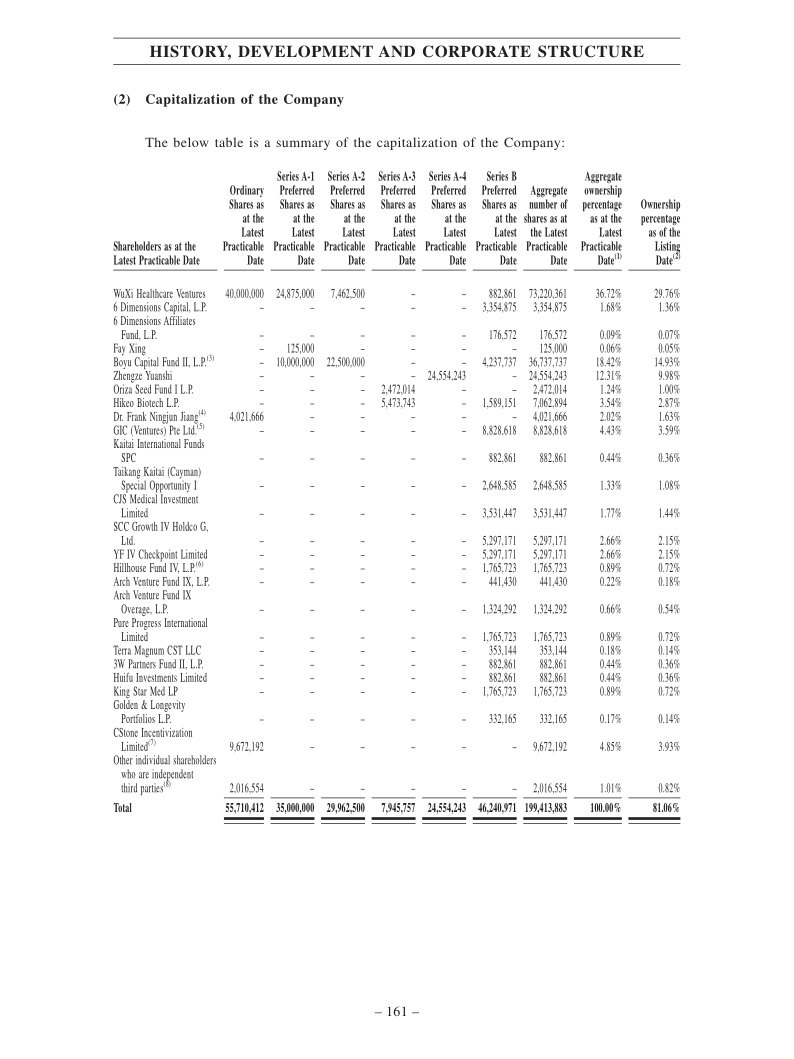 HISTORY, DEVELOPMENT AND CORPORATE STRUCTURE
(2) Capitalization of the Company
The below table is a summary of the capitalization of the Company:
Series A-1 Series A-2 Series A-3 Series A-4 Series B Aggregate
Ordinary Preferred Preferred Preferred Preferred Preferred Aggregate ownership
Shares as Shares as Shares as Shares as Shares as Shares as number of percentage Ownership
at the at the at the at the at the at the shares as at as at the percentage
Latest Latest Latest Latest Latest Latest the Latest Latest as of the
Shareholders as at the Practicable Practicable Practicable Practicable Practicable Practicable Practicable Practicable Listing
Latest Practicable Date Date Date Date Date Date Date Date Date(1) Date(2)
WuXi Healthcare Ventures 40,000,000 24,875,000 7,462,500 – – 882,861 73,220,361 36.72% 29.76%
6 Dimensions Capital, L.P. – – – – – 3,354,875 3,354,875 1.68% 1.36%
6 Dimensions Affiliates
Fund, L.P. – – – – – 176,572 176,572 0.09% 0.07%
Fay Xing – 125,000 – – – – 125,000 0.06% 0.05%
Boyu Capital Fund II, L.P.(3) – 10,000,000 22,500,000 – – 4,237,737 36,737,737 18.42% 14.93%
Zhengze Yuanshi – – – – 24,554,243 – 24,554,243 12.31% 9.98%
Oriza Seed Fund I L.P. – – – 2,472,014 – – 2,472,014 1.24% 1.00%
Hikeo Biotech L.P. – – – 5,473,743 – 1,589,151 7,062,894 3.54% 2.87%
Dr. Frank Ningjun Jiang(4) 4,021,666 – – – – – 4,021,666 2.02% 1.63%
GIC (Ventures) Pte Ltd.(5) – – – – – 8,828,618 8,828,618 4.43% 3.59%
Kaitai International Funds
SPC – – – – – 882,861 882,861 0.44% 0.36%
Taikang Kaitai (Cayman)
Special Opportunity I – – – – – 2,648,585 2,648,585 1.33% 1.08%
CJS Medical Investment
Limited – – – – – 3,531,447 3,531,447 1.77% 1.44%
SCC Growth IV Holdco G,
Ltd. – – – – – 5,297,171 5,297,171 2.66% 2.15%
YF IV Checkpoint Limited – – – – – 5,297,171 5,297,171 2.66% 2.15%
Hillhouse Fund IV, L.P.(6) – – – – – 1,765,723 1,765,723 0.89% 0.72%
Arch Venture Fund IX, L.P. – – – – – 441,430 441,430 0.22% 0.18%
Arch Venture Fund IX
Overage, L.P. – – – – – 1,324,292 1,324,292 0.66% 0.54%
Pure Progress International
Limited – – – – – 1,765,723 1,765,723 0.89% 0.72%
Terra Magnum CST LLC – – – – – 353,144 353,144 0.18% 0.14%
3W Partners Fund II, L.P. – – – – – 882,861 882,861 0.44% 0.36%
Huifu Investments Limited – – – – – 882,861 882,861 0.44% 0.36%
King Star Med LP – – – – – 1,765,723 1,765,723 0.89% 0.72%
Golden & Longevity
Portfolios L.P. – – – – – 332,165 332,165 0.17% 0.14%
CStone Incentivization
Limited(7) 9,672,192 – – – – – 9,672,192 4.85% 3.93%
Other individual shareholders
who are independent
third parties(8) 2,016,554 – – – – – 2,016,554 1.01% 0.82%
Total 55,710,412 35,000,000 29,962,500 7,945,757 24,554,243 46,240,971 199,413,883 100.00% 81.06%
– 161 –